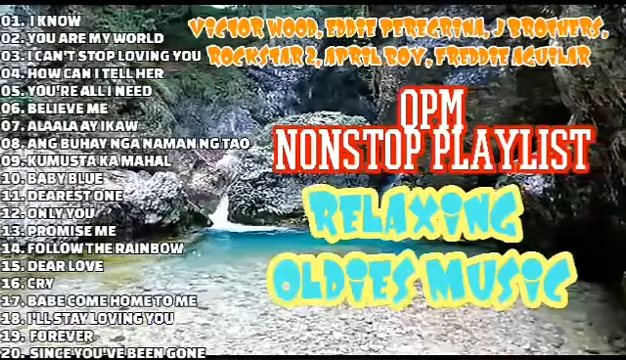 01. I KNOW
02. YOU ARE MY WORLD
03. I CAN'T STOP LOVING YOU
04. HOW CAN I TELL HER
05. YOU'RE ALL I NEED
06. BELIEVE ME
07. ALAALA AY IKAW
08. ANG BUHAY NGA NAMAN NG TAO
09. KUMUSTA KA MAHAL
10. BABY BLUE
11. DEAREST ONE
12. ONLY YOU
13. PROMISE ME
14. FOLLOW THE RAINBOW
15. DEAR LOVE
16. CRY
17. BABE COME HOME TO ME
18. I'LL STAY LOVING YOU
19. FOREVER
20. SINCE YOU'VE BEEN GONE
VICTOR WOOD, EDDIE PEREGRINA, J BROTHERS,
ROCKSTAR 2, APRIL BOY, FREDDIE AGUILAR
OPM
NONSTOP PLAYLIST
RELAXING
OLDIES MUSIC